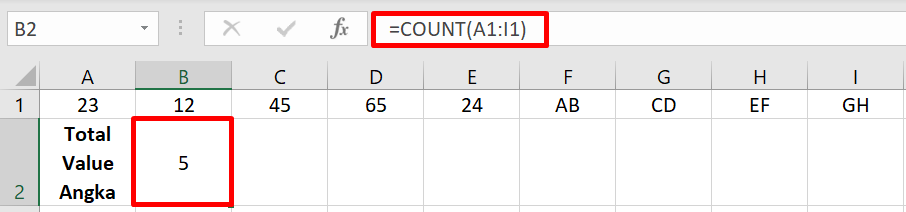 B2 fx =COUNT(A1:I1)
A B C D E F G H I
1 23 12 45 65 24 AB CD EF GH
Total
Value 5
2 Angka